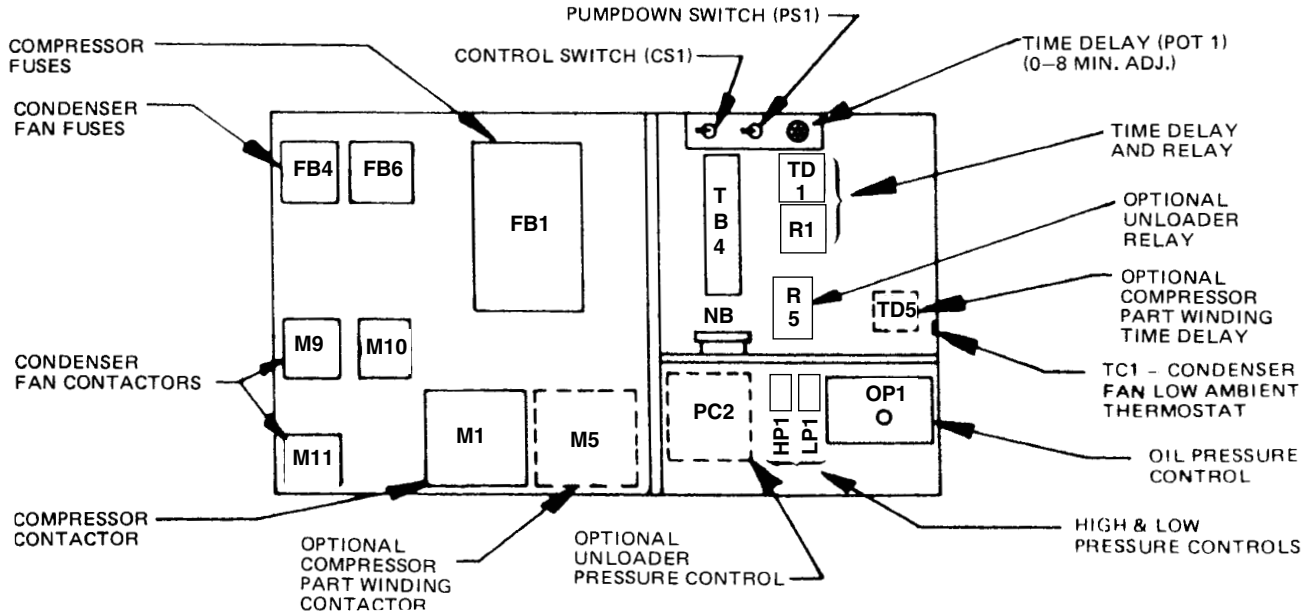 PUMPDOWN SWITCH (PS1)
CONTROL SWITCH (CS1)
TIME DELAY (POT 1)
(0–8 MIN. ADJ.)
COMPRESSOR
FUSES
CONDENSER
FAN FUSES
TIME DELAY
AND RELAY
OPTIONAL
UNLOADER
RELAY
OPTIONAL
COMPRESSOR
PART WINDING
TIME DELAY
TC1 – CONDENSER
FAN LOW AMBIENT
THERMOSTAT
OIL PRESSURE
CONTROL
HIGH & LOW
PRESSURE CONTROLS
CONDENSER
FAN CONTACTORS
COMPRESSOR
CONTACTOR
OPTIONAL
COMPRESSOR
PART WINDING
CONTACTOR
OPTIONAL
UNLOADER
PRESSURE CONTROL
FB4
FB6
FB1
M9
M10
M11
M1
M5
T
B
4
TD
1
R1
R
5
TD5
NB
PC2
HP1
LP1
OP1